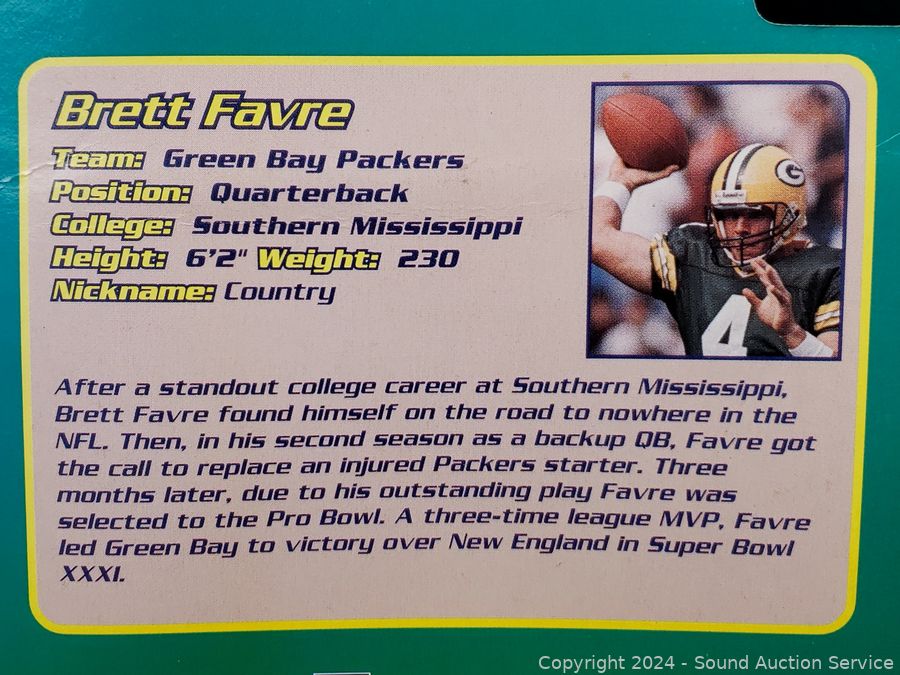 Brett Favre
Team: Green Bay Packers
Position: Quarterback
College: Southern Mississippi
Height: 6'2" Weight: 230
Nickname: Country
G
4
After a standout college career at Southern Mississippi,
Brett Favre found himself on the road to nowhere in the
NFL. Then, in his second season as a backup QB, Favre got
the call to replace an injured Packers starter. Three
months later, due to his outstanding play Favre was
selected to the Pro Bowl. A three-time league MVP, Favre
led Green Bay to victory over New England in Super Bowl
XXXI.
Copyright 2024 - Sound Auction Service